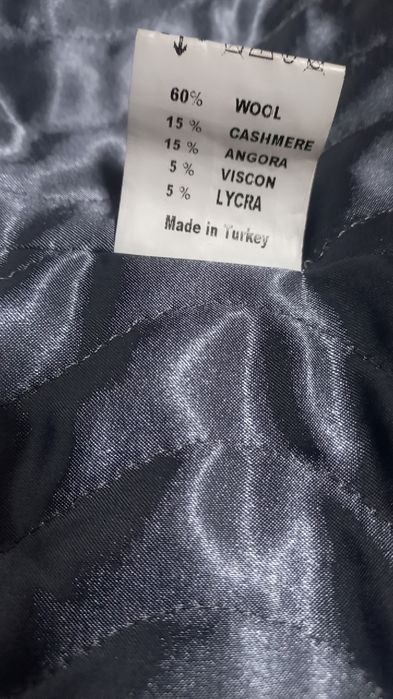 60% WOOL
15 % CASHMERE
15 % ANGORA
5 % VISCON
5 % LYCRA
Made in Turkey